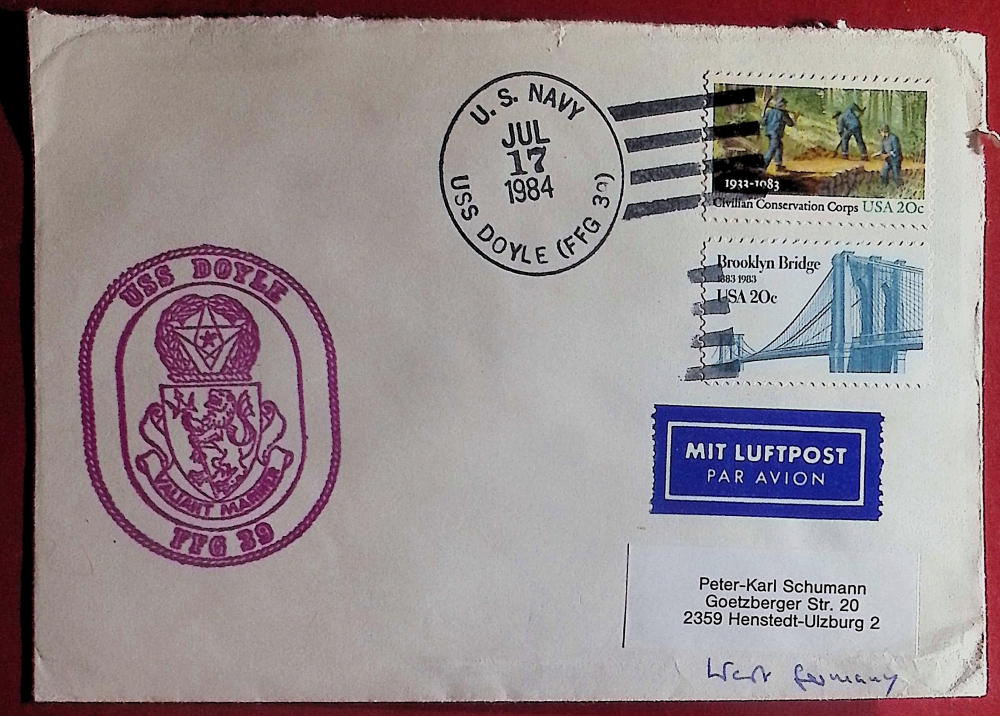 U. S. NAVY
JUL
17
1984
USS DOYLE (FFG 39)
1933-1983
Civilian Conservation Corps USA 20c
Brooklyn Bridge
1883 1983
USA 20c
USS DOYLE
VALIANT MARINER
FFG 39
MIT LUFTPOST
PAR AVION
Peter-Karl Schumann
Goetzberger Str. 20
2359 Henstedt-Ulzburg 2
West Germany